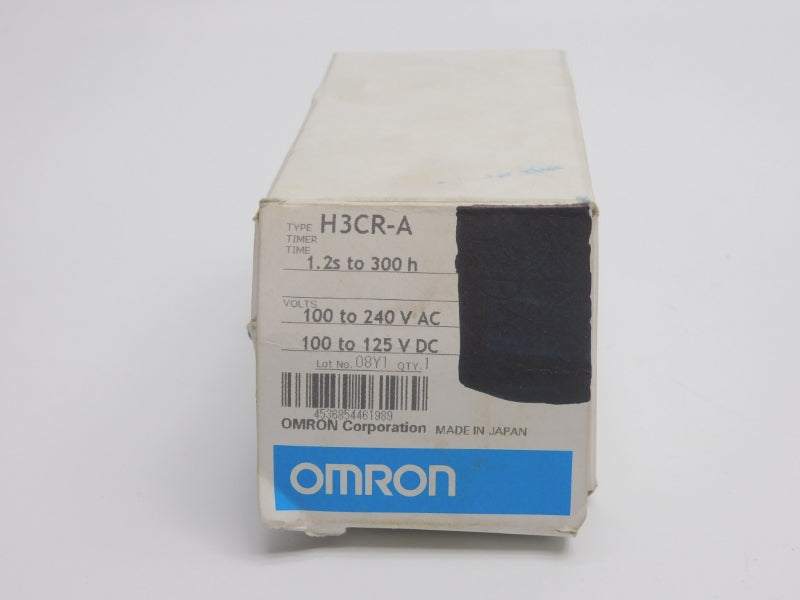 TYPE H3CR-A
TIMER
TIME
1.2s to 300 h
VOLTS
100 to 240 V AC
100 to 125 V DC
Lot No. 08Y1 QTY. 1
4536854461989
OMRON Corporation MADE IN JAPAN
OMRON